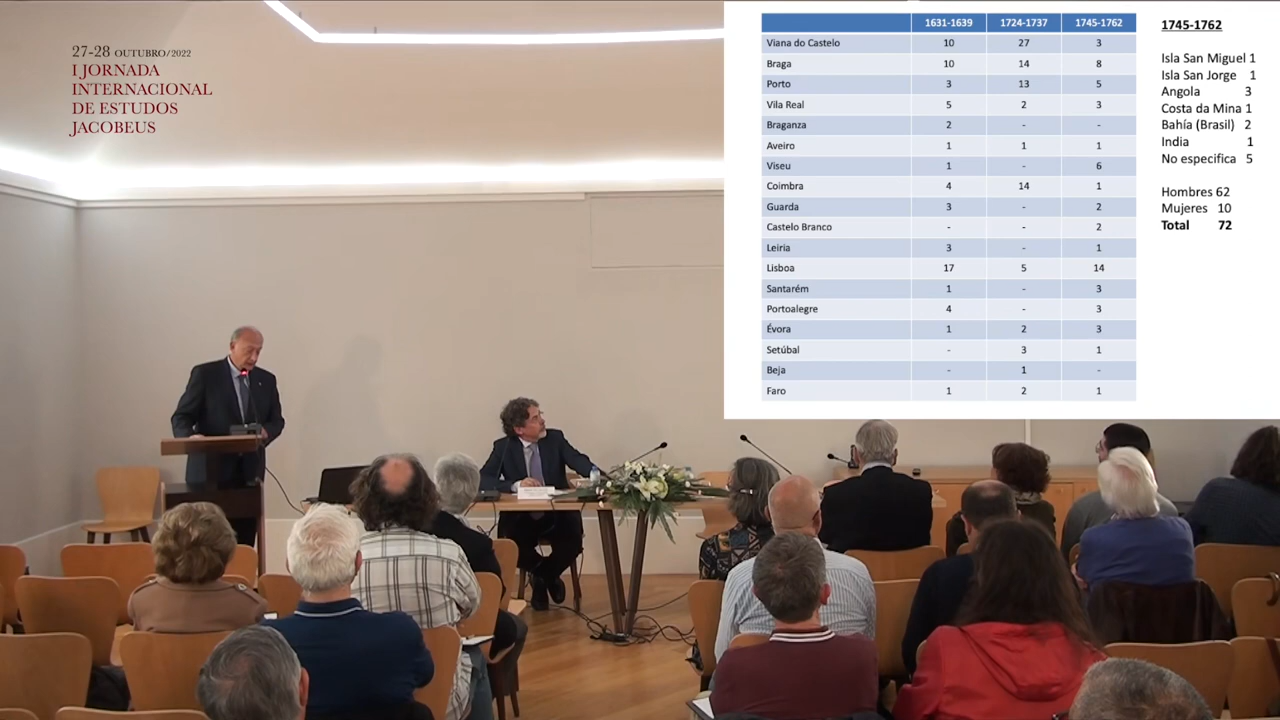 27-28 OUTUBRO/2022
I JORNADA
INTERNACIONAL
DE ESTUDOS
JACOBEUS
1631-1639 1724-1737 1745-1762
Viana do Castelo 10 27 3
Braga 10 14 8
Porto 3 13 5
Vila Real 5 2 3
Braganza 2 - -
Aveiro 1 1 1
Viseu 1 - 6
Coimbra 4 14 1
Guarda 3 - 2
Castelo Branco - - 2
Leiria 3 - 1
Lisboa 17 5 14
Santarém 1 - 3
Portoalegre 4 - 3
Évora 1 2 3
Setúbal - 3 1
Beja - 1 -
Faro 1 2 1
1745-1762
Isla San Miguel 1
Isla San Jorge 1
Angola 3
Costa da Mina 1
Bahía (Brasil) 2
India 1
No especifica 5
Hombres 62
Mujeres 10
Total 72